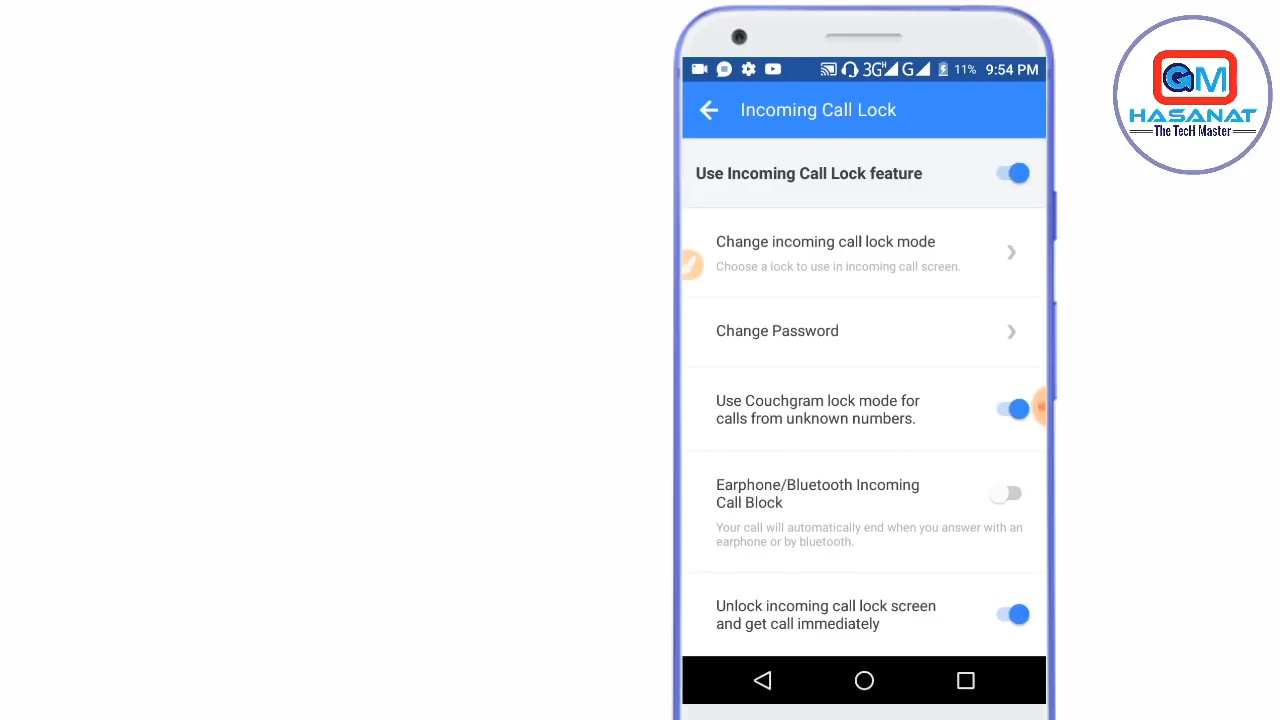 3G H G 11% 9:54 PM
Incoming Call Lock
Use Incoming Call Lock feature
Change incoming call lock mode
Choose a lock to use in incoming call screen.
Change Password
Use Couchgram lock mode for
calls from unknown numbers.
Earphone/Bluetooth Incoming
Call Block
Your call will automatically end when you answer with an
earphone or by bluetooth.
Unlock incoming call lock screen
and get call immediately
GM
HASANAT
The TecH Master